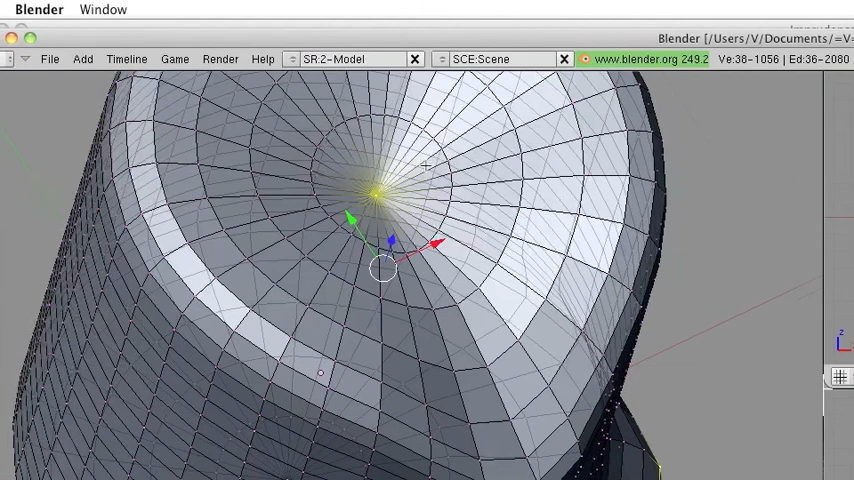 Blender Window
Blender [/Users/V/Documents/=V=
File Add Timeline Game Render Help SR:2-Model SCE:Scene www.blender.org 249.2 Ve:38-1056 | Ed:36-2080
z